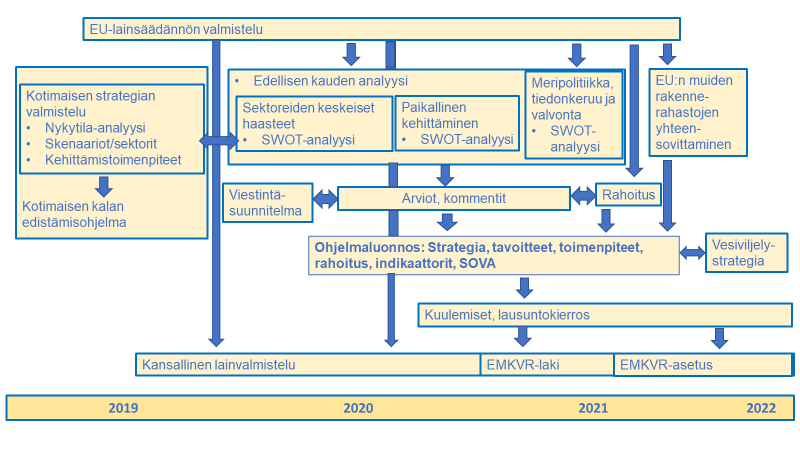 EU-lainsäädännön valmistelu
Kotimaisen strategian
valmistelu
• Nykytila-analyysi
• Skenaariot/sektorit
• Kehittämistoimenpiteet
Kotimaisen kalan
edistämisohjelma
• Edellisen kauden analyysi
Sektoreiden keskeiset
haasteet
• SWOT-analyysi
Paikallinen
kehittäminen
• SWOT-analyysi
Meripolitiikka,
tiedonkeruu ja
valvonta
• SWOT-
analyysi
EU:n muiden
rakenne-
rahastojen
yhteen-
sovittaminen
Viestintä-
suunnitelma
Arviot, kommentit
Rahoitus
Ohjelmaluonnos: Strategia, tavoitteet, toimenpiteet,
rahoitus, indikaattorit, SOVA
Vesiviljely-
strategia
Kuulemiset, lausuntokierros
Kansallinen lainvalmistelu
EMKVR-laki
EMKVR-asetus
2019
2020
2021
2022